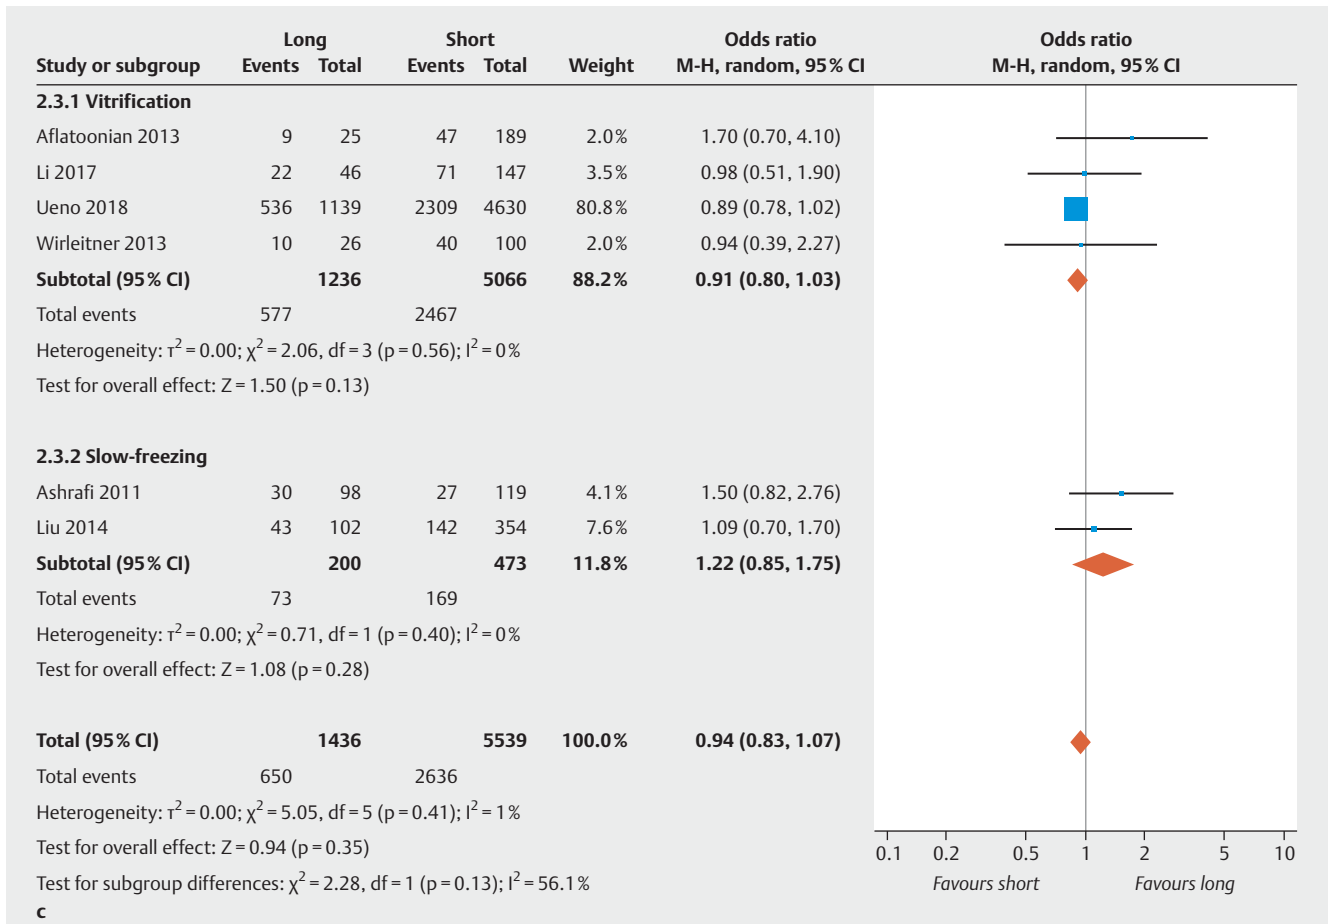 Long Short Odds ratio Odds ratio
Study or subgroup Events Total Events Total Weight M-H, random, 95% CI M-H, random, 95% CI
2.3.1 Vitrification
Aflatoonian 2013 9 25 47 189 2.0% 1.70 (0.70, 4.10)
Li 2017 22 46 71 147 3.5% 0.98 (0.51, 1.90)
Ueno 2018 536 1139 2309 4630 80.8% 0.89 (0.78, 1.02)
Wirleitner 2013 10 26 40 100 2.0% 0.94 (0.39, 2.27)
Subtotal (95% CI) 1236 5066 88.2% 0.91 (0.80, 1.03)
Total events 577 2467
Heterogeneity: τ² = 0.00; χ² = 2.06, df = 3 (p = 0.56); I² = 0%
Test for overall effect: Z = 1.50 (p = 0.13)
2.3.2 Slow-freezing
Ashrafi 2011 30 98 27 119 4.1% 1.50 (0.82, 2.76)
Liu 2014 43 102 142 354 7.6% 1.09 (0.70, 1.70)
Subtotal (95% CI) 200 473 11.8% 1.22 (0.85, 1.75)
Total events 73 169
Heterogeneity: τ² = 0.00; χ² = 0.71, df = 1 (p = 0.40); I² = 0%
Test for overall effect: Z = 1.08 (p = 0.28)
Total (95% CI) 1436 5539 100.0% 0.94 (0.83, 1.07)
Total events 650 2636
Heterogeneity: τ² = 0.00; χ² = 5.05, df = 5 (p = 0.41); I² = 1%
Test for overall effect: Z = 0.94 (p = 0.35)
0.1 0.2 0.5 1 2 5 10
Test for subgroup differences: χ² = 2.28, df = 1 (p = 0.13); I² = 56.1%
Favours short Favours long
c